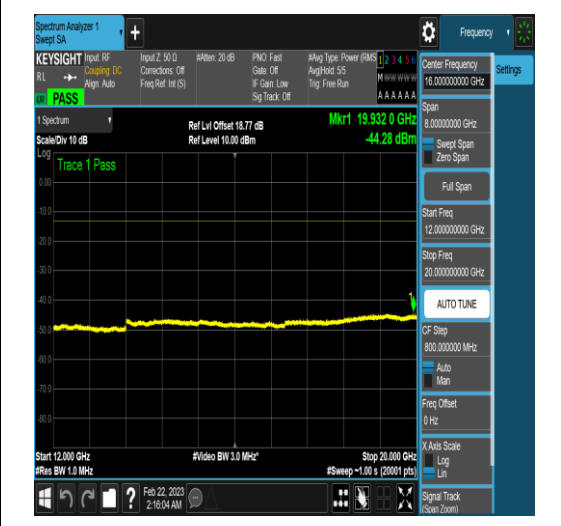 Spectrum Analyzer 1
Swept SA
+
Frequency
KEYSIGHT
Input: RF
Coupling: DC
Align: Auto
Input Z: 50 Ω
Corrections: Off
Freq Ref: Int (S)
#Atten: 20 dB
PNO: Fast
Gate: Off
IF Gain: Low
Sig Track: Off
#Avg Type: Power (RMS
Avg|Hold: 5/5
Trig: Free Run
1 2 3 4 5 6
M W W W W W
A A A A A A
RL
PASS
1 Spectrum
Scale/Div 10 dB
Ref Lvl Offset 18.77 dB
Ref Level 10.00 dBm
Mkr1 19.932 0 GHz
-44.28 dBm
Log
Trace 1 Pass
0.00
-10.0
-20.0
-30.0
-40.0
-50.0
-60.0
-70.0
-80.0
1
Start 12.000 GHz
#Res BW 1.0 MHz
#Video BW 3.0 MHz*
Stop 20.000 GHz
#Sweep ~1.00 s (20001 pts)
Center Frequency
16.000000000 GHz
Settings
Span
8.00000000 GHz
Swept Span
Zero Span
Full Span
Start Freq
12.000000000 GHz
Stop Freq
20.000000000 GHz
AUTO TUNE
CF Step
800.000000 MHz
Auto
Man
Freq Offset
0 Hz
X Axis Scale
Log
Lin
Signal Track
(Span Zoom)
?
Feb 22, 2023
2:16:04 AM